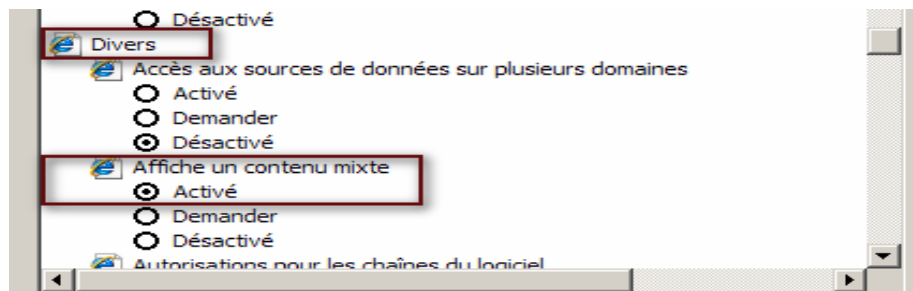 Désactivé
Divers
Accès aux sources de données sur plusieurs domaines
Activé
Demander
Désactivé
Affiche un contenu mixte
Activé
Demander
Désactivé
Autorisations pour les chaînes du logiciel